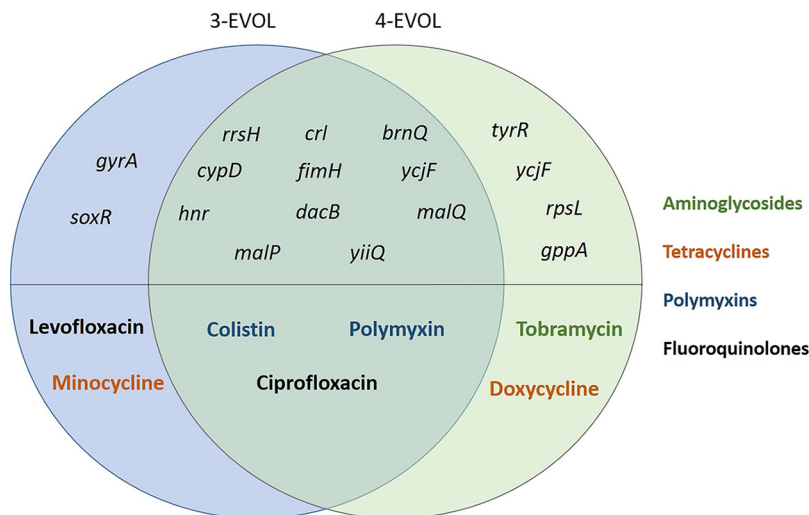 3-EVOL 4-EVOL
rrsH crl brnQ tyrR
gyrA cypD fimH ycjF ycjF
soxR hnr dacB malQ rpsL
malP yiiQ gppA
Aminoglycosides
Tetracyclines
Polymyxins
Fluoroquinolones
Levofloxacin Colistin Polymyxin Tobramycin
Minocycline Ciprofloxacin Doxycycline